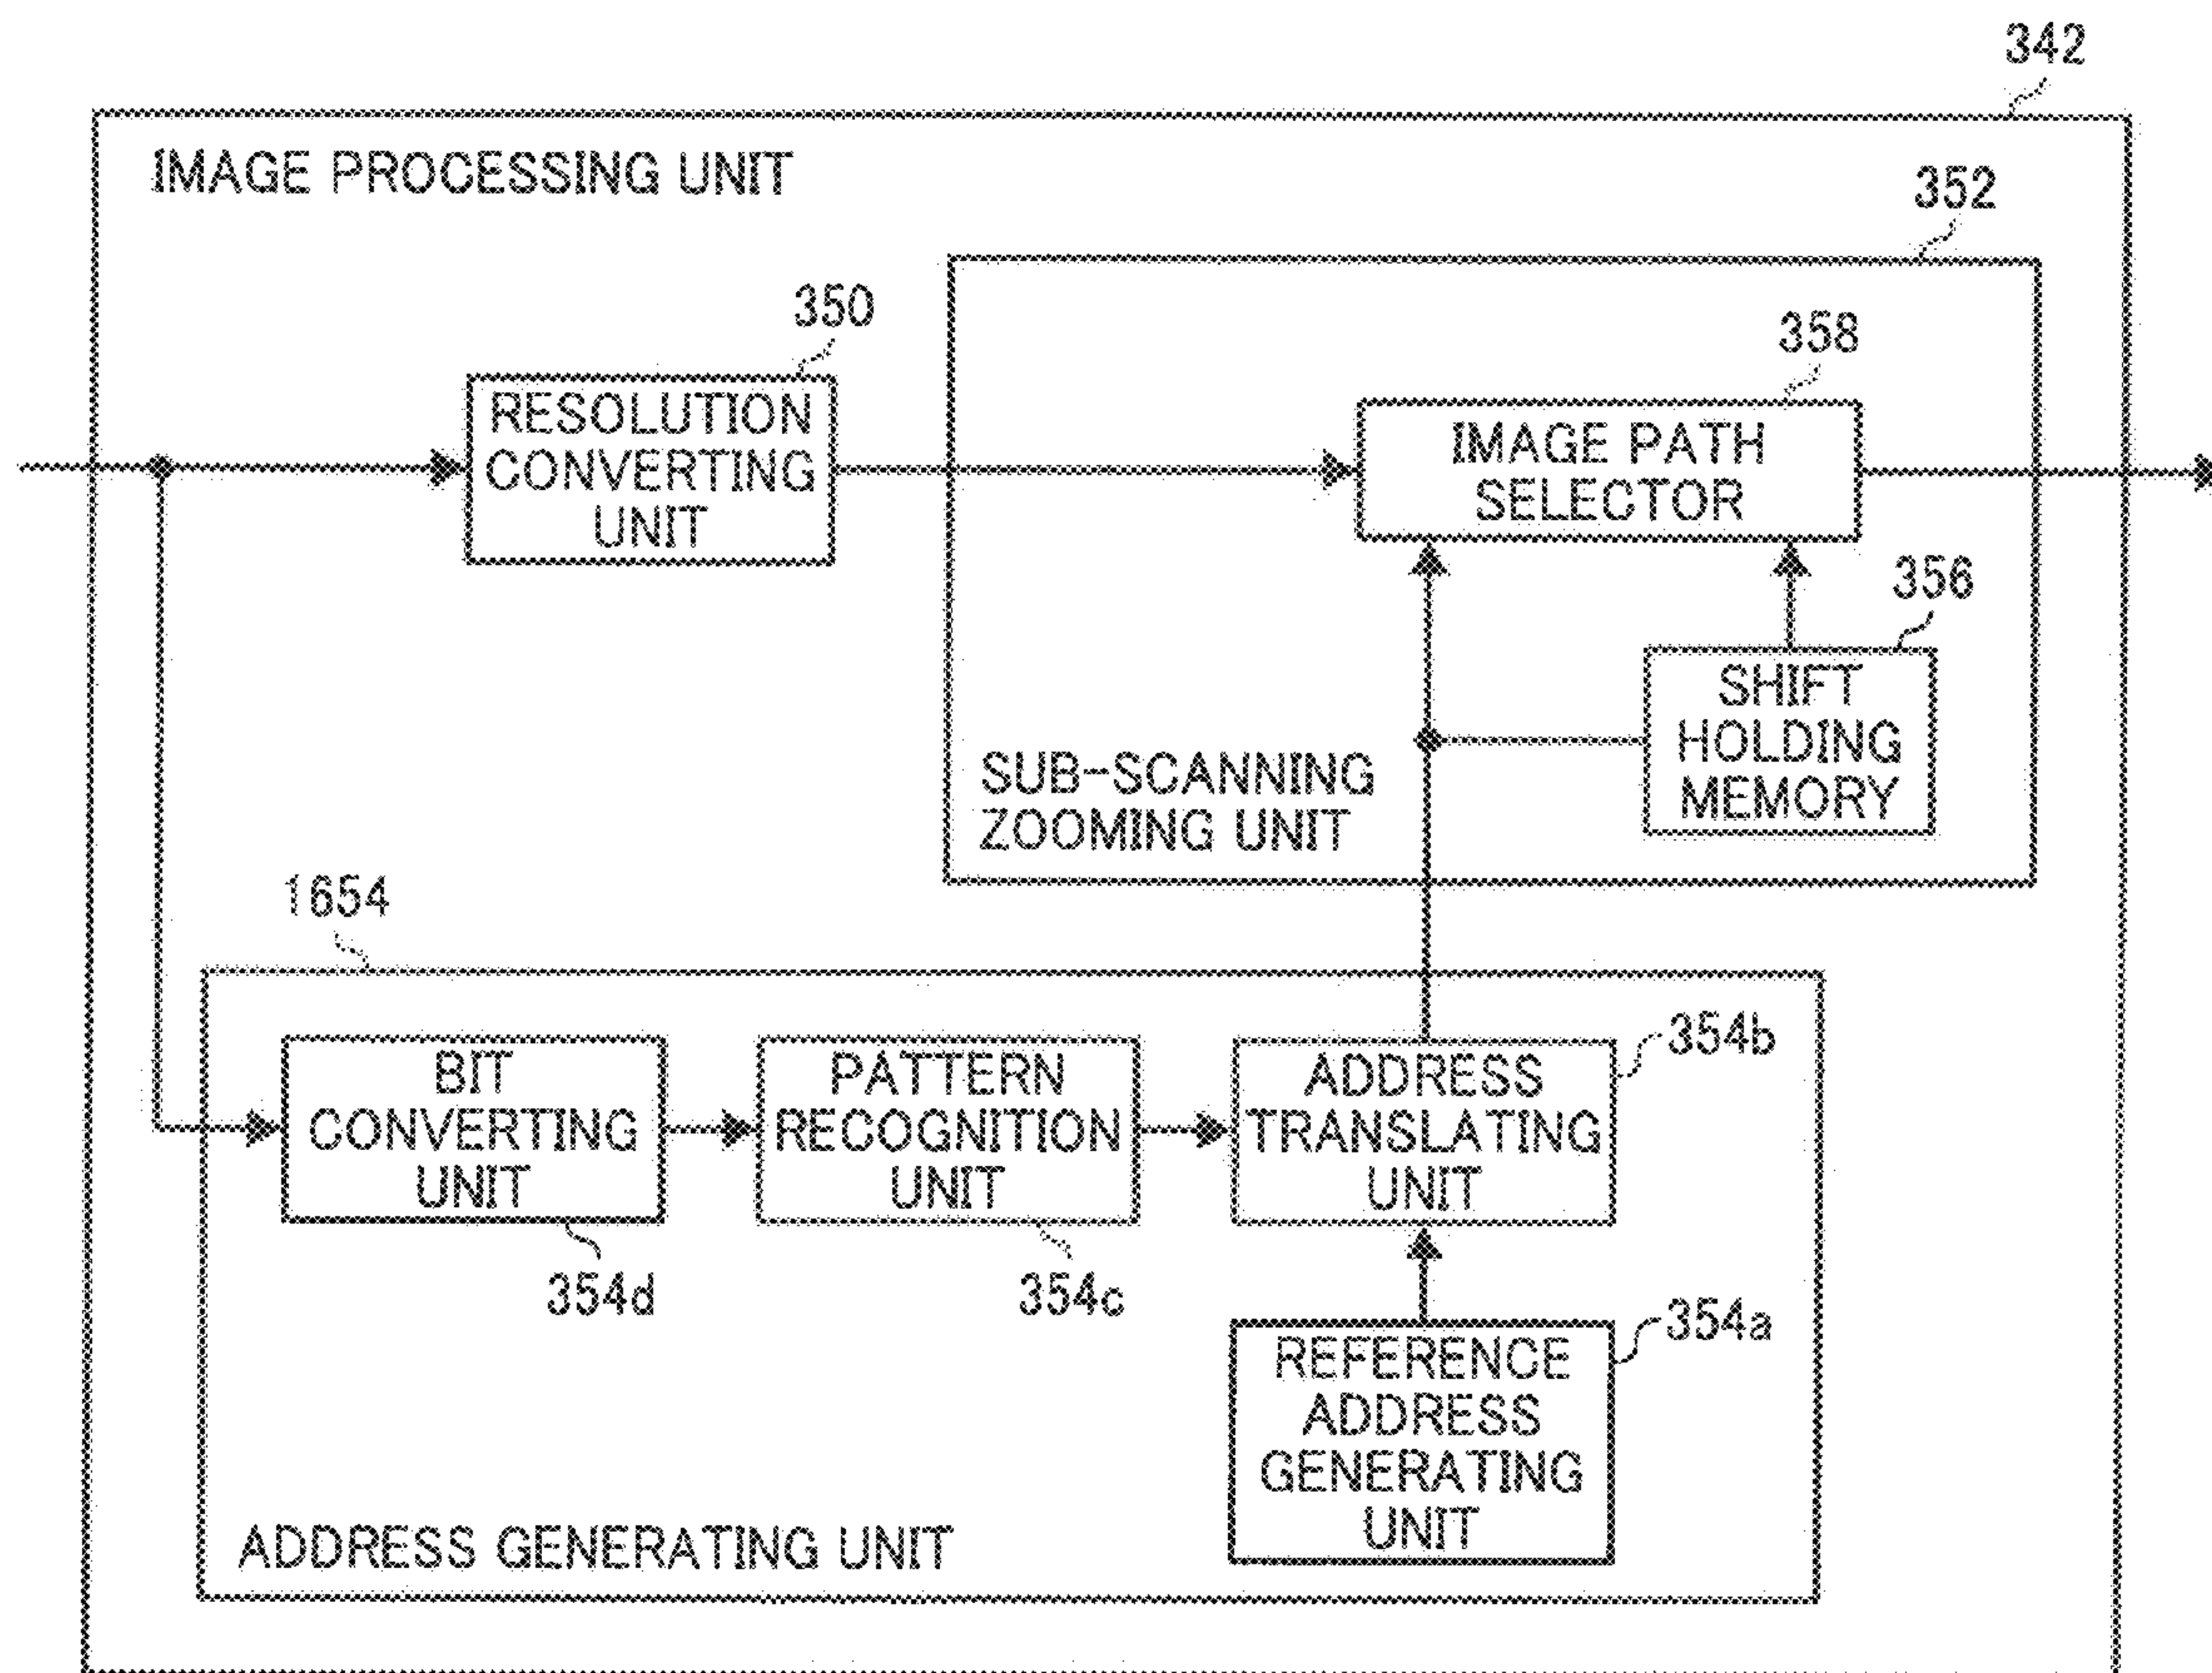 342
IMAGE PROCESSING UNIT
352
350
358
RESOLUTION
CONVERTING
UNIT
IMAGE PATH
SELECTOR
356
SHIFT
HOLDING
MEMORY
SUB-SCANNING
ZOOMING UNIT
1654
BIT
CONVERTING
UNIT
PATTERN
RECOGNITION
UNIT
ADDRESS
TRANSLATING
UNIT
354b
354d
354c
354a
REFERENCE
ADDRESS
GENERATING
UNIT
ADDRESS GENERATING UNIT